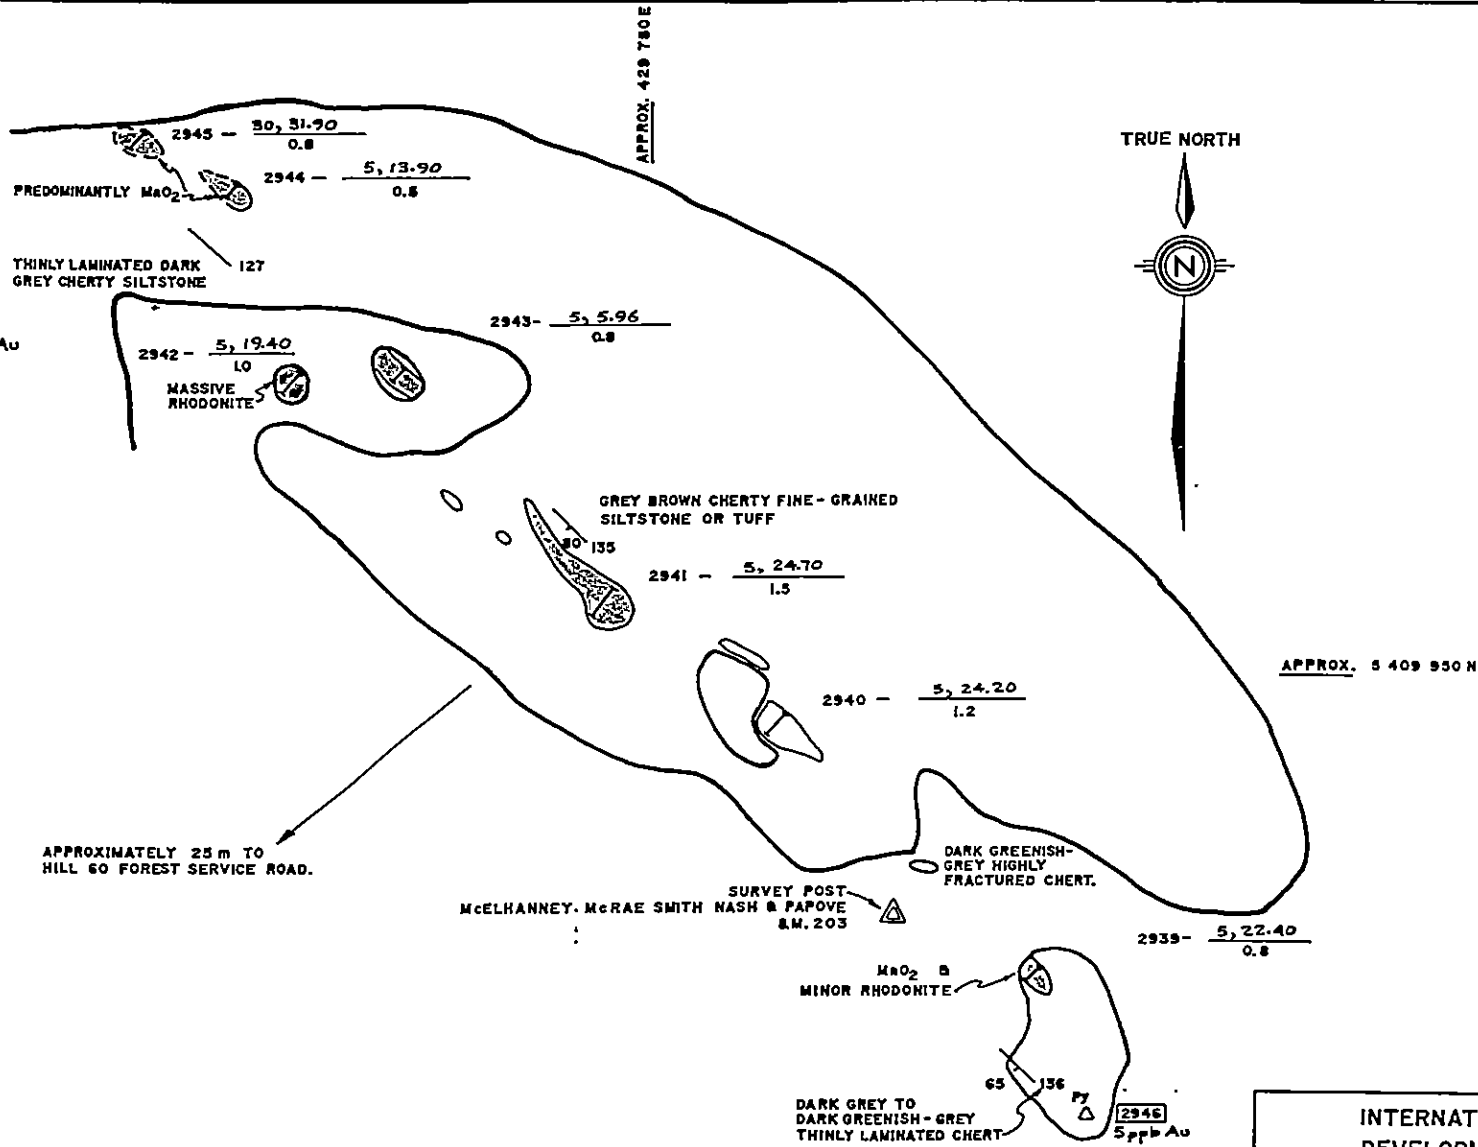 APPROX. 429 780E
TRUE NORTH
N
2945 - 30, 31.90
0.8
2944 - 5, 13.90
0.8
PREDOMINANTLY MnO2
127
THINLY LAMINATED DARK
GREY CHERTY SILTSTONE
Au
2943- 5, 5.96
0.8
2942 - 5, 19.40
1.0
MASSIVE
RHODONITE
GREY BROWN CHERTY FINE-GRAINED
SILTSTONE OR TUFF
80 135
2941 - 5, 24.70
1.5
APPROX. 5 409 950 N
2940 - 5, 24.20
1.2
APPROXIMATELY 25 m TO
HILL 60 FOREST SERVICE ROAD.
DARK GREENISH-
GREY HIGHLY
FRACTURED CHERT.
SURVEY POST
McELHANNEY. McRAE SMITH NASH & PAPOVE
B.M. 203
2939- 5, 22.40
0.8
MnO2 &
MINOR RHODONITE
65 136
Py
2946
5 ppb Au
DARK GREY TO
DARK GREENISH-GREY
THINLY LAMINATED CHERT
INTERNAT
DEVELOP